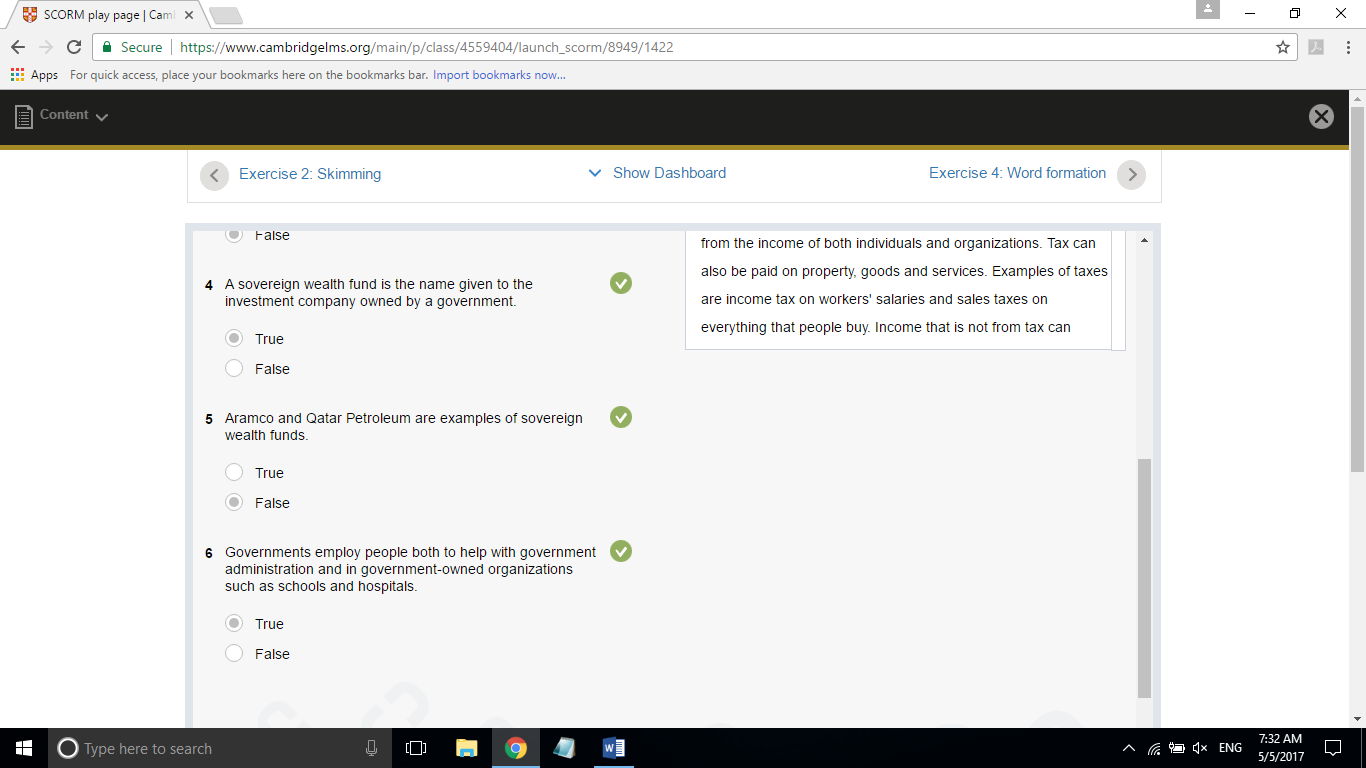 SCORM play page | Cam
Secure
https://www.cambridgelms.org/main/p/class/4559404/launch_scorm/8949/1422
Apps
For quick access, place your bookmarks here on the bookmarks bar. Import bookmarks now...
Content
Exercise 2: Skimming
Show Dashboard
Exercise 4: Word formation
False
4 A sovereign wealth fund is the name given to the
investment company owned by a government.
True
False
5 Aramco and Qatar Petroleum are examples of sovereign
wealth funds.
True
False
6 Governments employ people both to help with government
administration and in government-owned organizations
such as schools and hospitals.
True
False
from the income of both individuals and organizations. Tax can
also be paid on property, goods and services. Examples of taxes
are income tax on workers' salaries and sales taxes on
everything that people buy. Income that is not from tax can
Type here to search
ENG
7:32 AM
5/5/2017